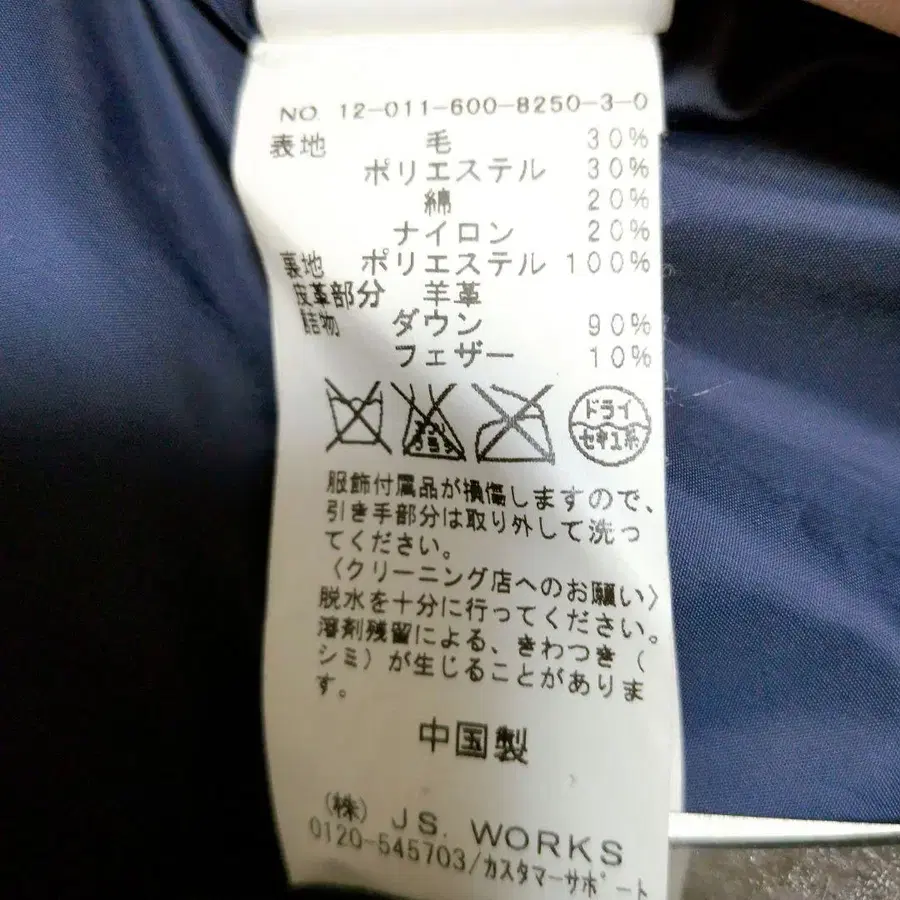 NO. 12-011-600-8250-3-0
表地 毛 30%
ポリエステル 30%
綿 20%
ナイロン 20%
裏地 ポリエステル 100%
皮革部分 羊革
詰物 ダウン 90%
フェザー 10%
ドライ
セキユ系
服飾付属品が損傷しますので、
引き手部分は取り外して洗っ
てください。
〈クリーニング店へのお願い〉
脱水を十分に行ってください。
溶剤残留による、きわつき（
シミ）が生じることがありま
す。
中国製
(株) J.S. WORKS
0120-545703/カスタマーサポート